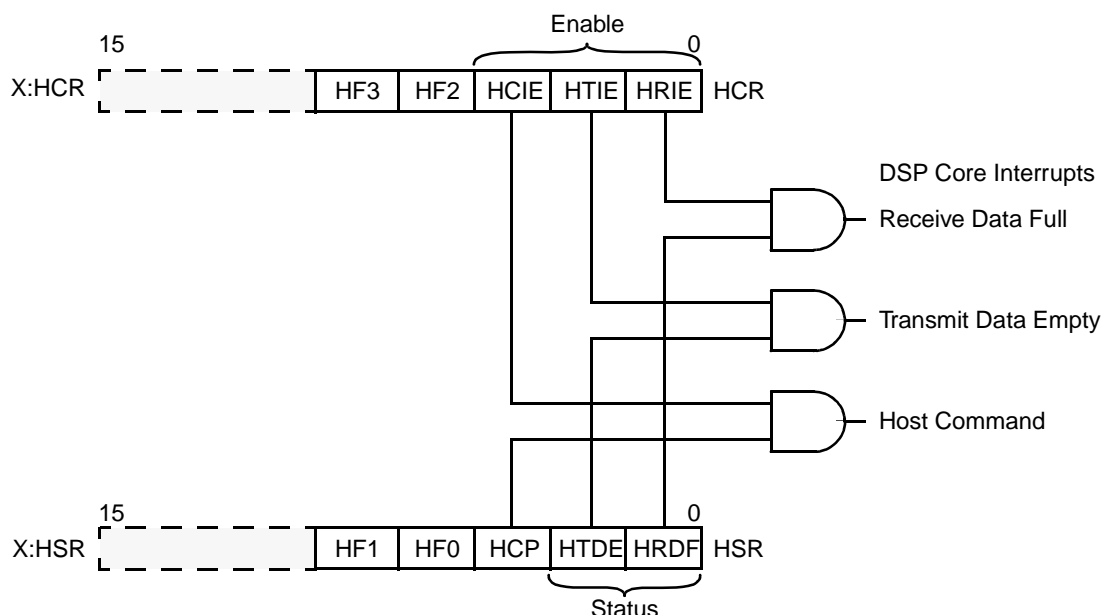 Enable
15 0
X:HCR HF3 HF2 HCIE HTIE HRIE HCR
DSP Core Interrupts
Receive Data Full
Transmit Data Empty
Host Command
15 0
X:HSR HF1 HF0 HCP HTDE HRDF HSR
Status